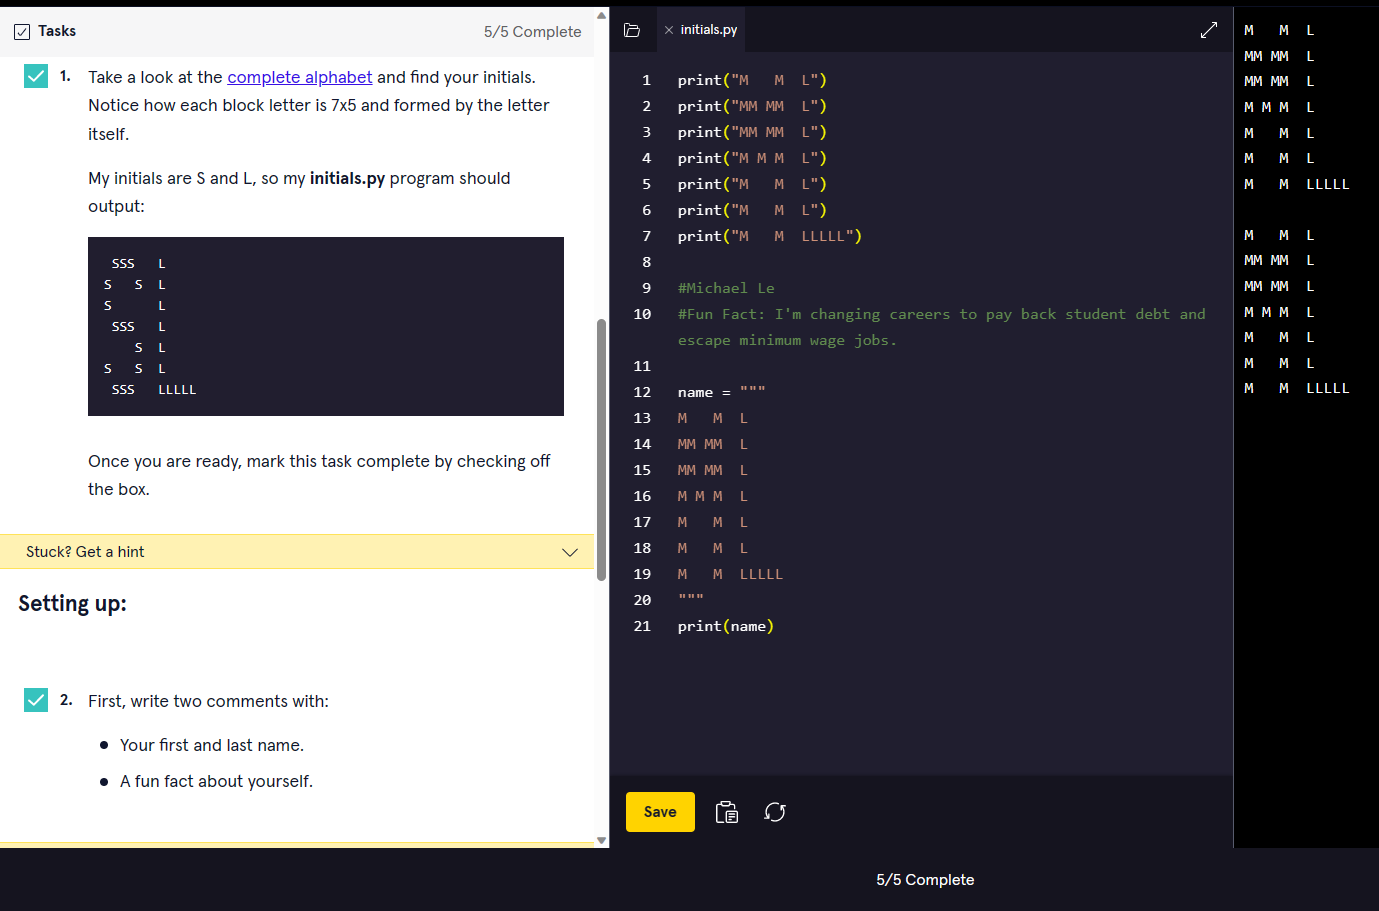 Tasks
5/5 Complete
1. Take a look at the complete alphabet and find your initials.
Notice how each block letter is 7x5 and formed by the letter
itself.
My initials are S and L, so my initials.py program should
output:
 SSS   L
S   S  L
S      L
 SSS   L
    S  L
S   S  L
 SSS   LLLLL
Once you are ready, mark this task complete by checking off
the box.
Stuck? Get a hint
Setting up:
2. First, write two comments with:
• Your first and last name.
• A fun fact about yourself.
initials.py
1 print("M   M  L")
2 print("MM MM  L")
3 print("MM MM  L")
4 print("M M M  L")
5 print("M   M  L")
6 print("M   M  L")
7 print("M   M  LLLLL")
8
9 #Michael Le
10 #Fun Fact: I'm changing careers to pay back student debt and
escape minimum wage jobs.
11
12 name = """
13 M   M  L
14 MM MM  L
15 MM MM  L
16 M M M  L
17 M   M  L
18 M   M  L
19 M   M  LLLLL
20 """
21 print(name)
Save
M   M  L
MM MM  L
MM MM  L
M M M  L
M   M  L
M   M  L
M   M  LLLLL
M   M  L
MM MM  L
MM MM  L
M M M  L
M   M  L
M   M  L
M   M  LLLLL
5/5 Complete